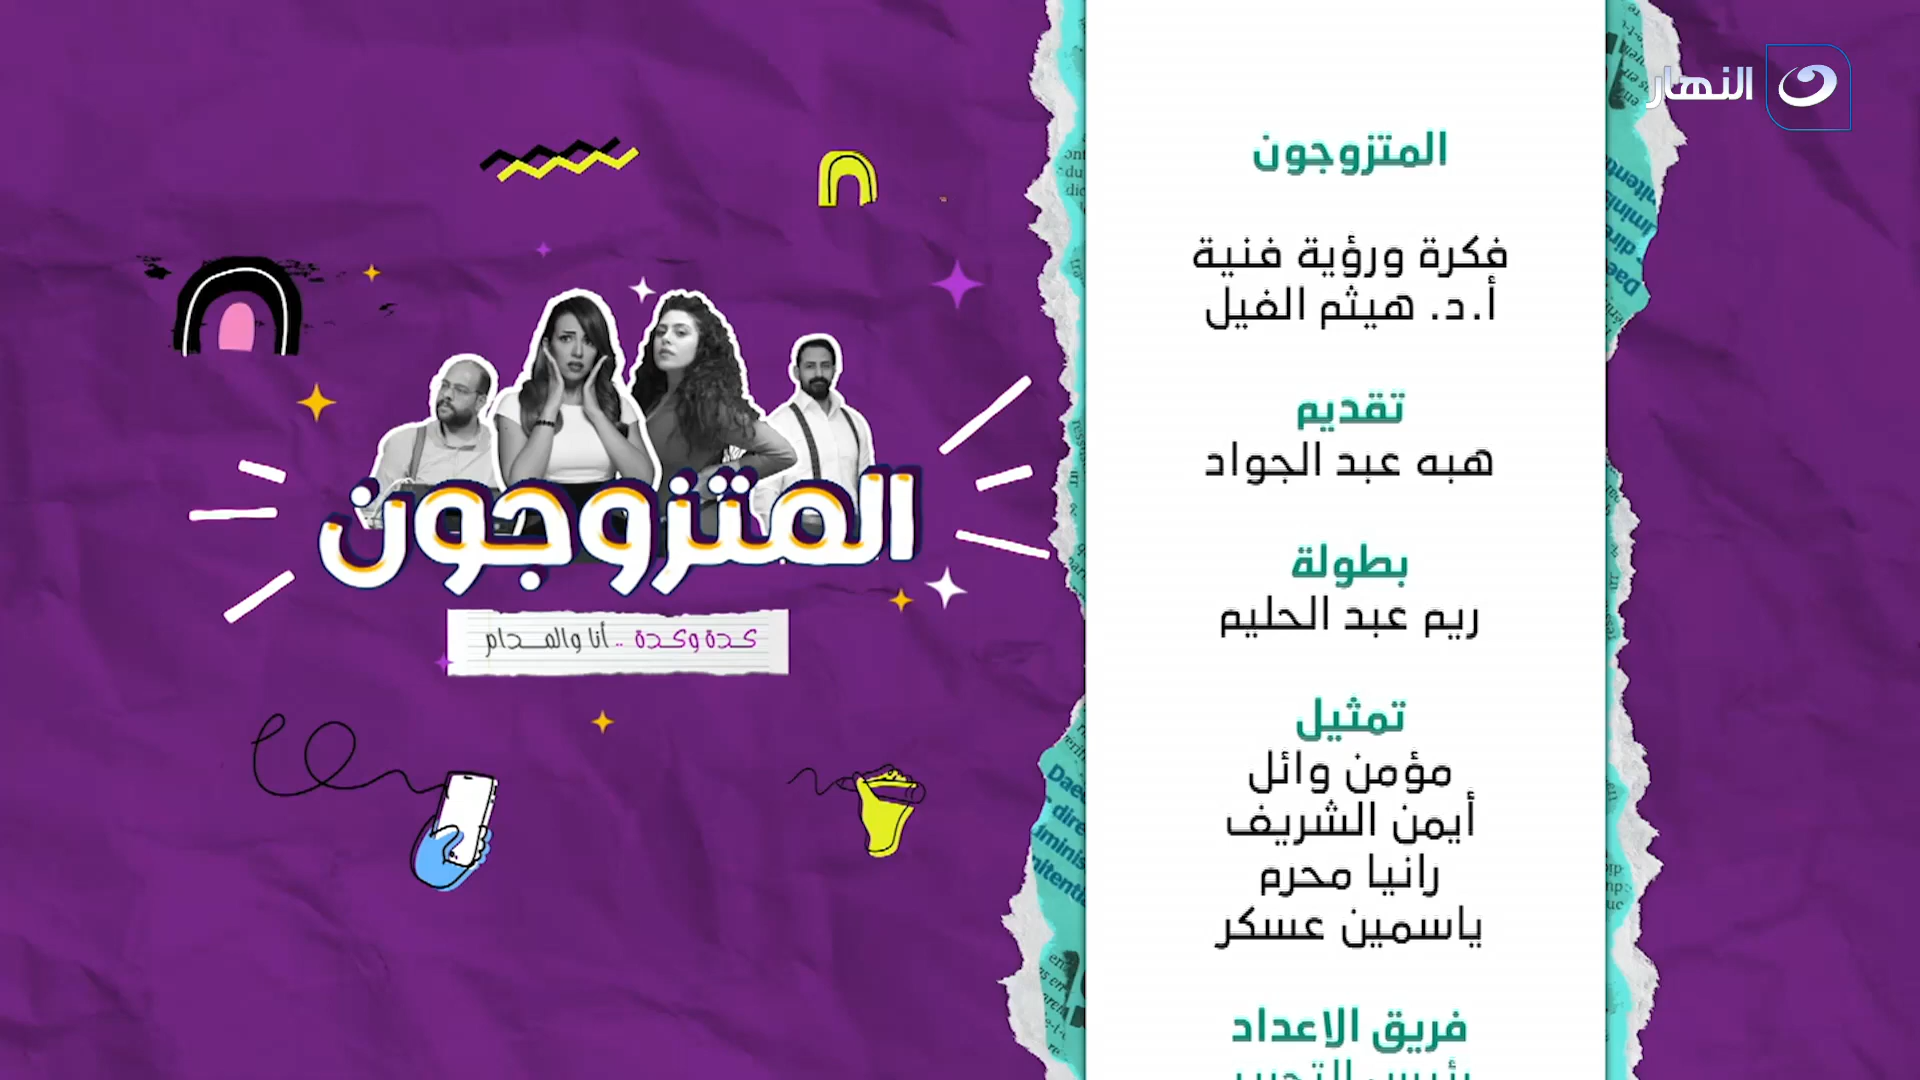 النهار
المتزوجون
فكرة ورؤية فنية
أ.د. هيثم الفيل
تقديم
هبه عبد الجواد
بطولة
ريم عبد الحليم
تمثيل
مؤمن وائل
أيمن الشريف
رانيا محرم
ياسمين عسكر
فريق الاعداد
المتزوجون
كدة وكدة .. أنا والمدام